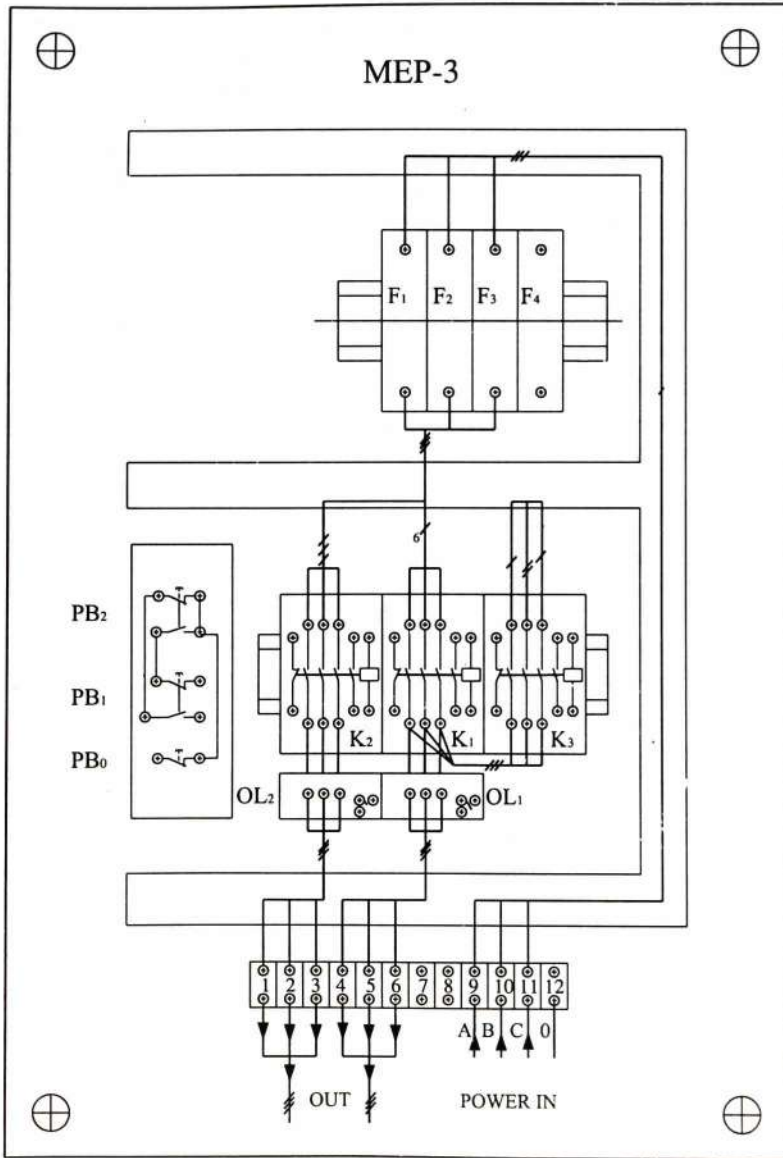 MEP-3
F₁ F₂ F₃ F₄
6
PB₂
PB₁
PB₀
K₂ K₁ K₃
OL₂ OL₁
1 2 3 4 5 6 7 8 9 10 11 12
A B C 0
OUT POWER IN